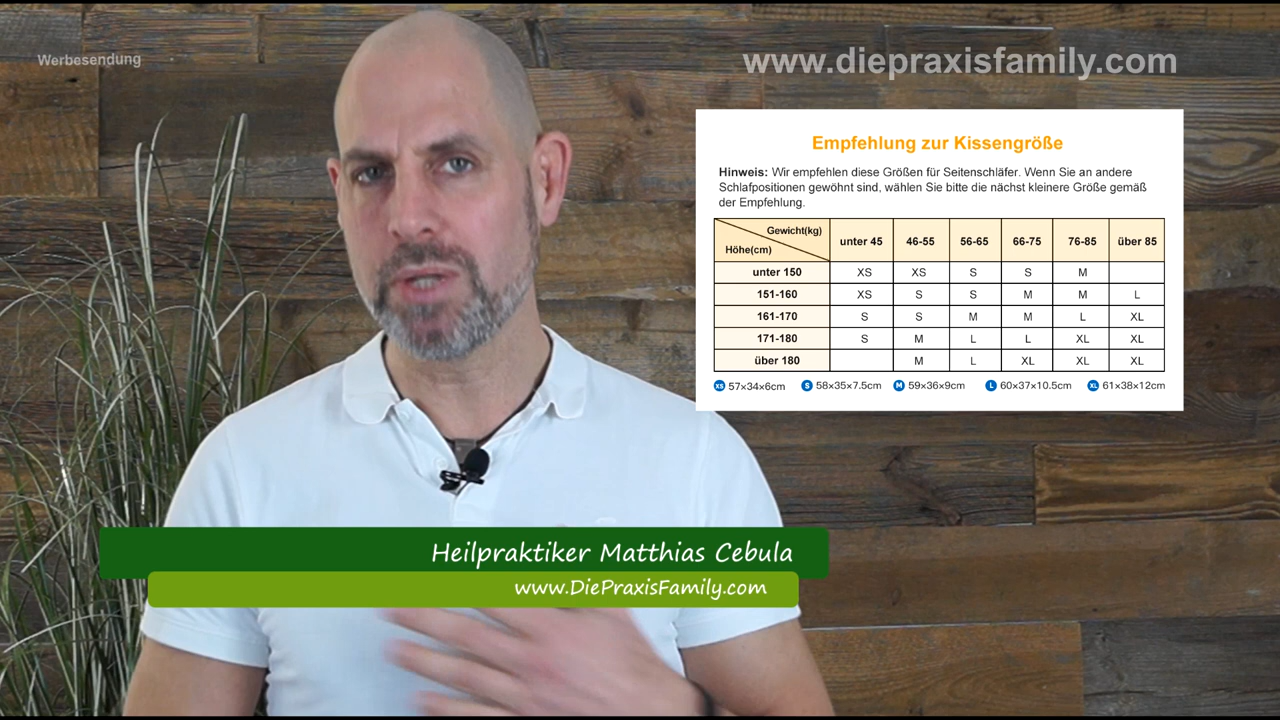 Werbesendung
www.diepraxisfamily.com
Empfehlung zur Kissengröße
Hinweis: Wir empfehlen diese Größen für Seitenschläfer. Wenn Sie an andere
Schlafpositionen gewöhnt sind, wählen Sie bitte die nächst kleinere Größe gemäß
der Empfehlung.
Gewicht(kg)
Höhe(cm)
unter 45 46-55 56-65 66-75 76-85 über 85
unter 150 XS XS S S M
151-160 XS S S M M L
161-170 S S M M L XL
171-180 S M L L XL XL
über 180 M L XL XL XL
XS 57×34×6cm S 58×35×7.5cm M 59×36×9cm L 60×37×10.5cm XL 61×38×12cm
Heilpraktiker Matthias Cebula
www.DiePraxisFamily.com